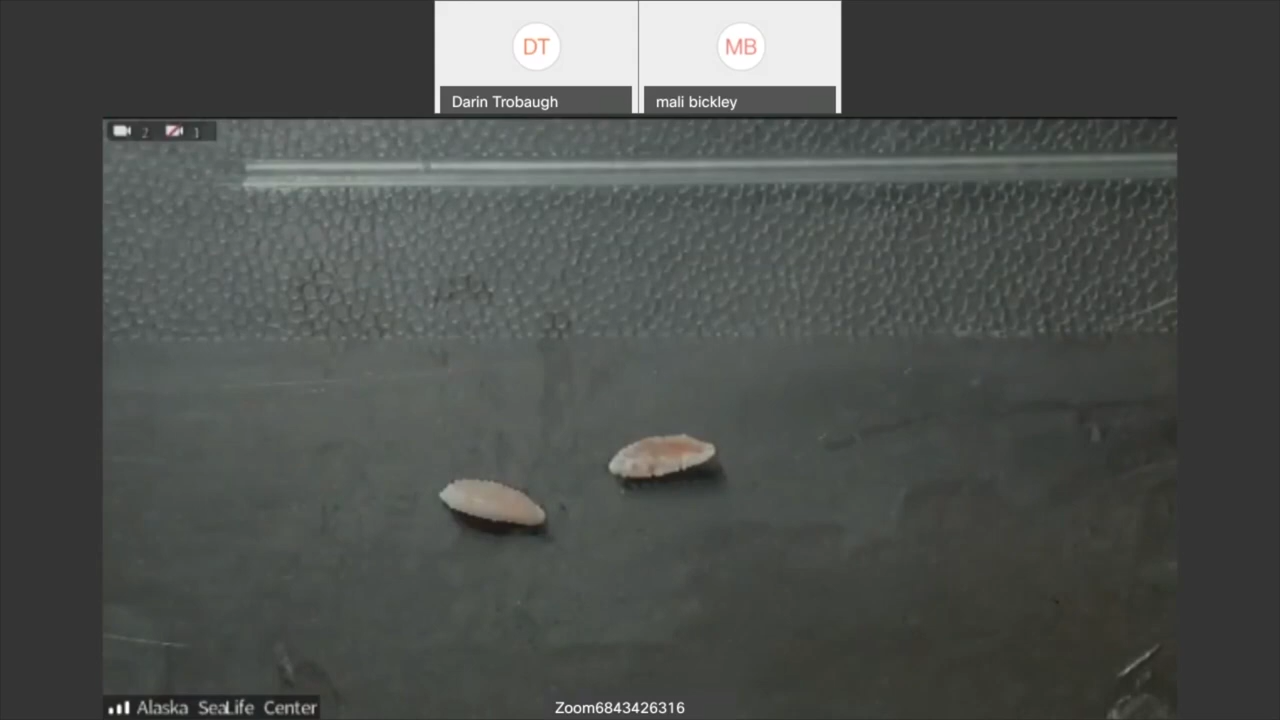 DT
MB
Darin Trobaugh
mali bickley
2
1
Alaska SeaLife Center
Zoom6843426316